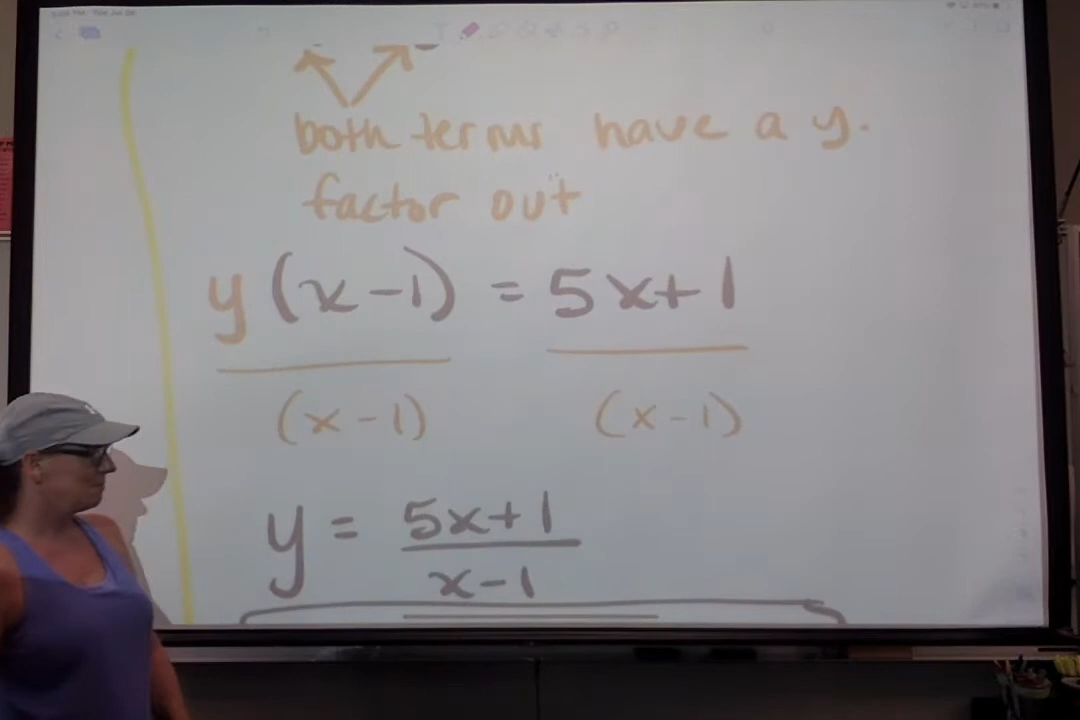 both terms have a y.
factor out
y (x-1) = 5x+1
(x-1) (x-1)
y = 5x+1
x-1